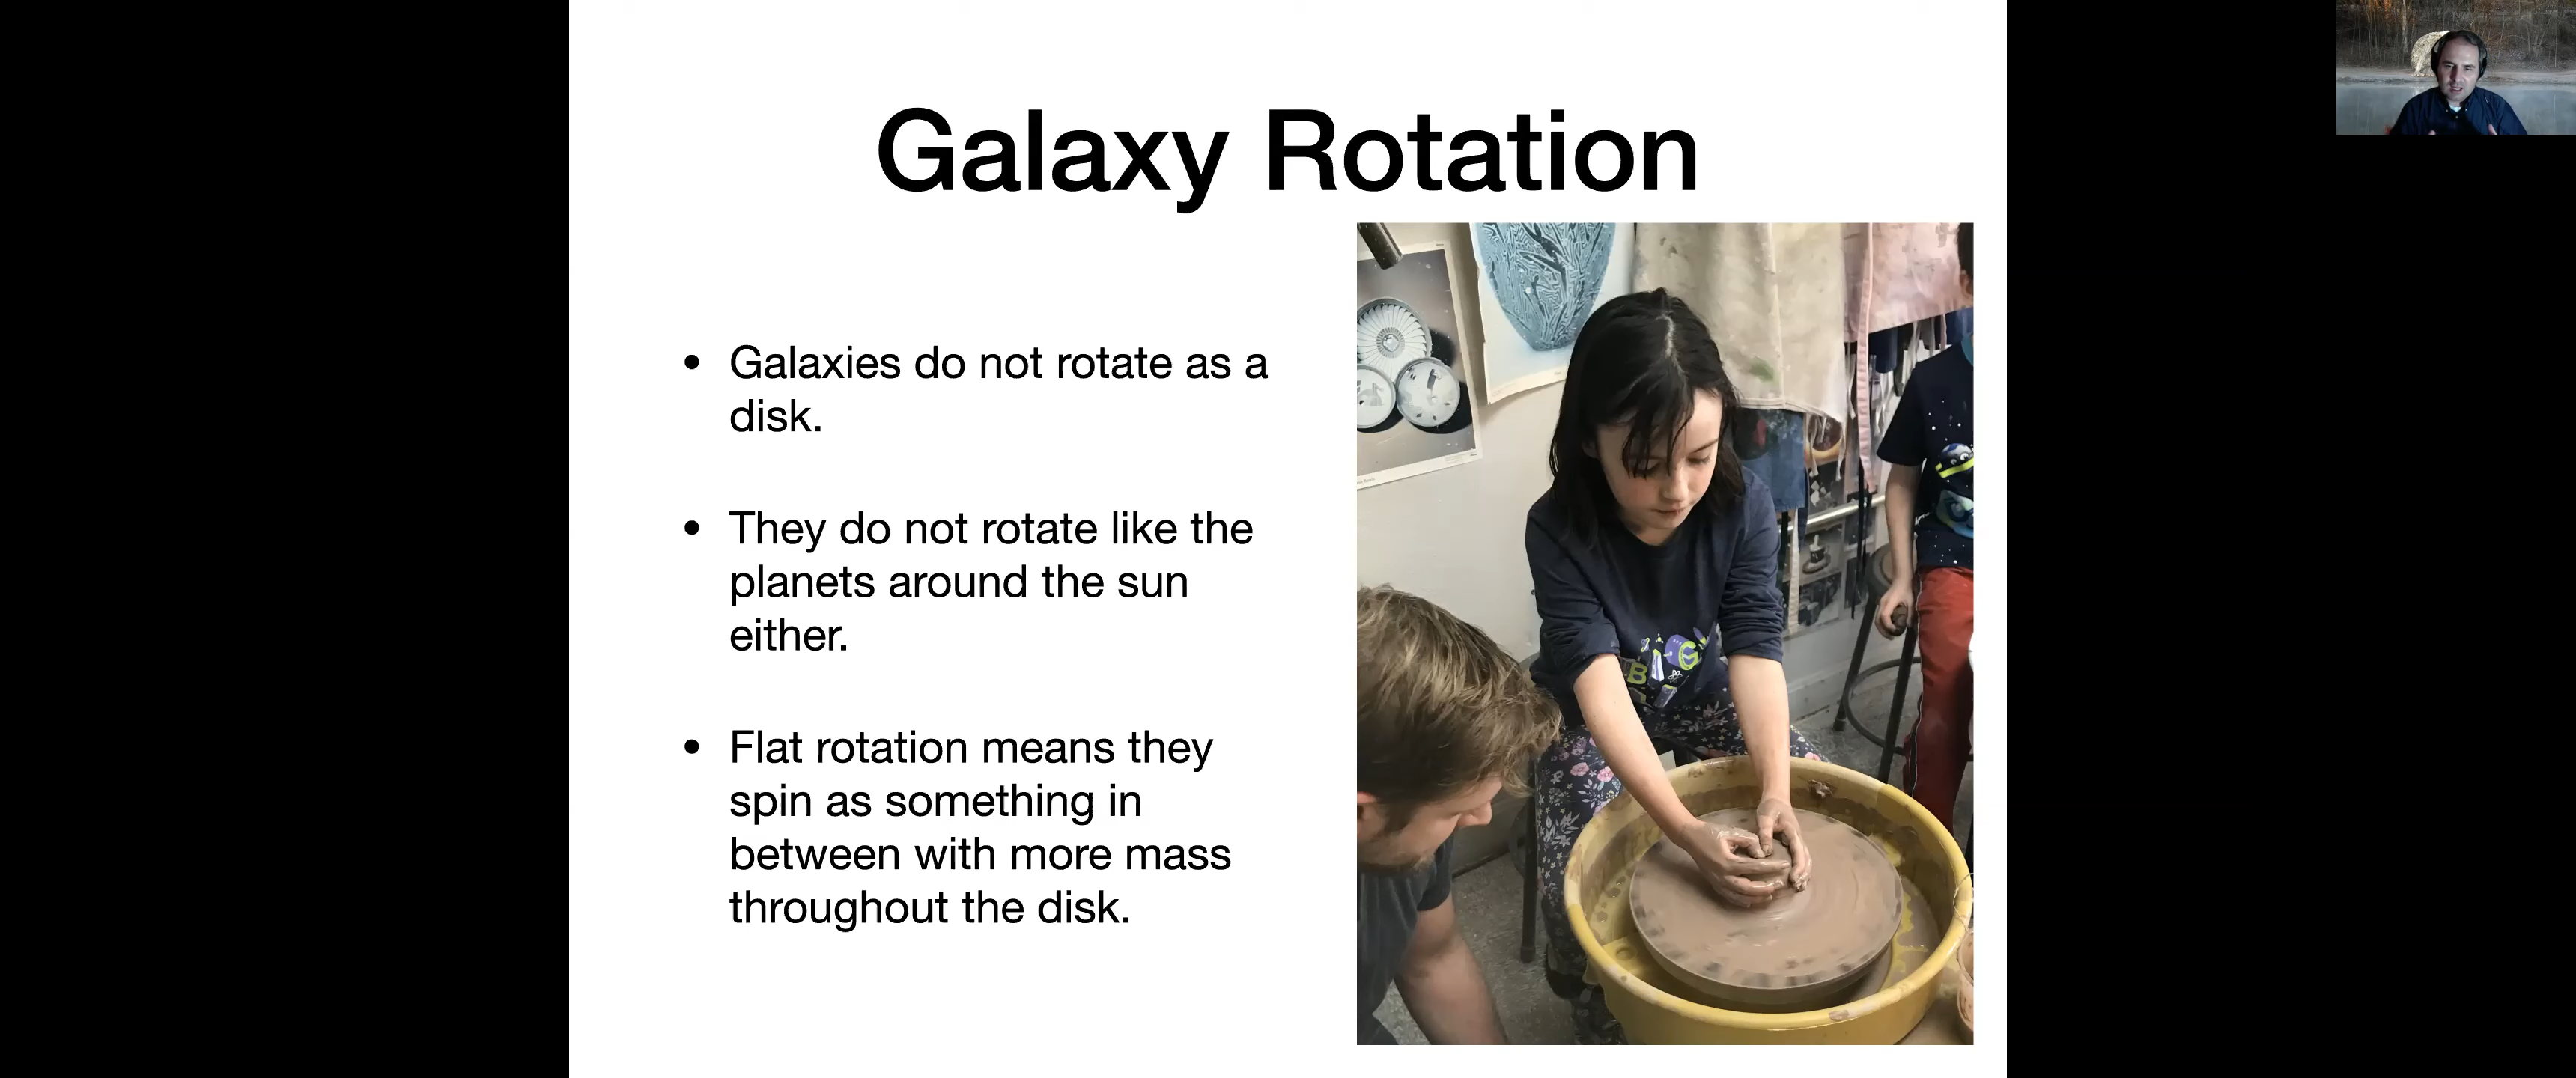 Galaxy Rotation
• Galaxies do not rotate as a
disk.
• They do not rotate like the
planets around the sun
either.
• Flat rotation means they
spin as something in
between with more mass
throughout the disk.
B G